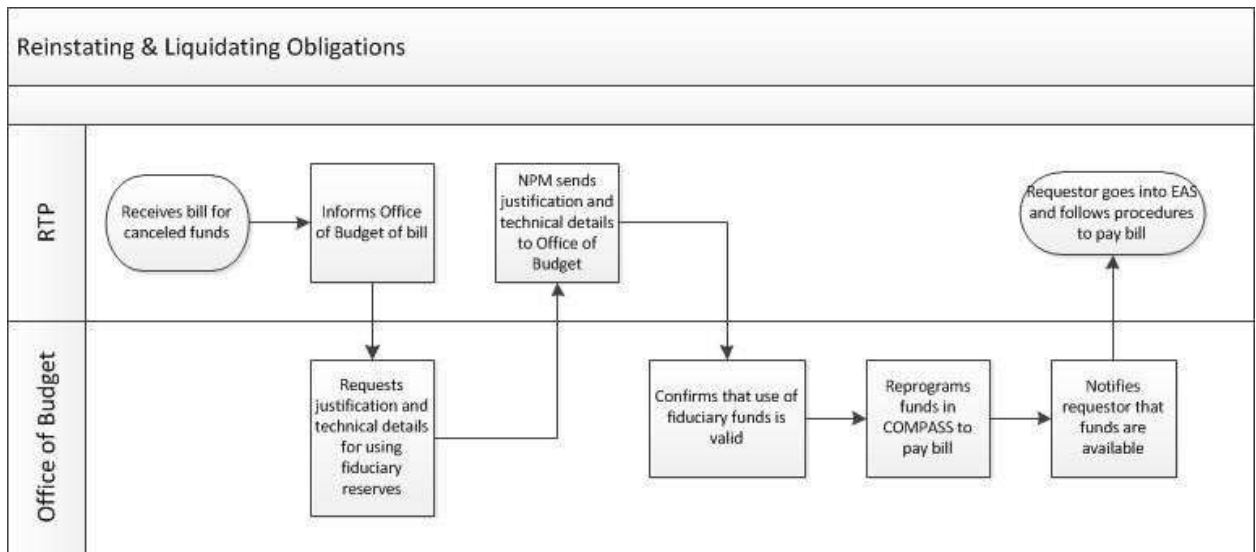 Reinstating & Liquidating Obligations
RTP
Receives bill for
canceled funds
Informs Office
of Budget of bill
NPM sends
justification and
technical details
to Office of
Budget
Requestor goes into EAS
and follows procedures
to pay bill
Office of Budget
Requests
justification and
technical details
for using
fiduciary
reserves
Confirms that use of
fiduciary funds is
valid
Reprograms
funds in
COMPASS to
pay bill
Notifies
requestor that
funds are
available